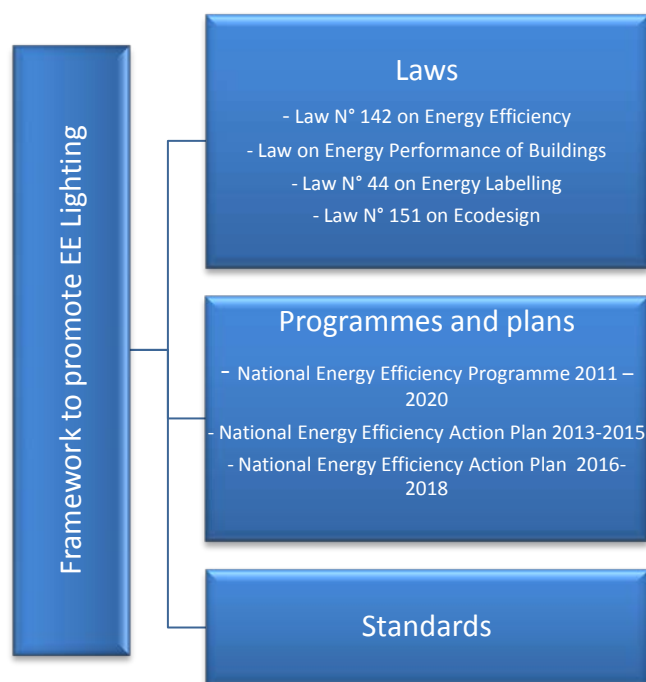 Framework to promote EE Lighting
Laws
- Law N° 142 on Energy Efficiency
- Law on Energy Performance of Buildings
- Law N° 44 on Energy Labelling
- Law N° 151 on Ecodesign
Programmes and plans
- National Energy Efficiency Programme 2011 –
2020
- National Energy Efficiency Action Plan 2013-2015
- National Energy Efficiency Action Plan 2016-
2018
Standards